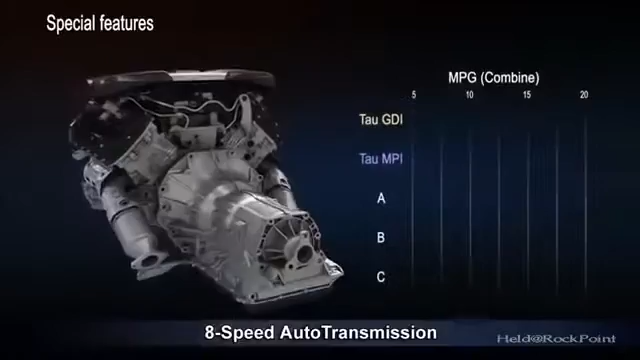 Special features
MPG (Combine)
5 10 15 20
Tau GDI
Tau MPI
A
B
C
8-Speed AutoTransmission
Held@RockPoint